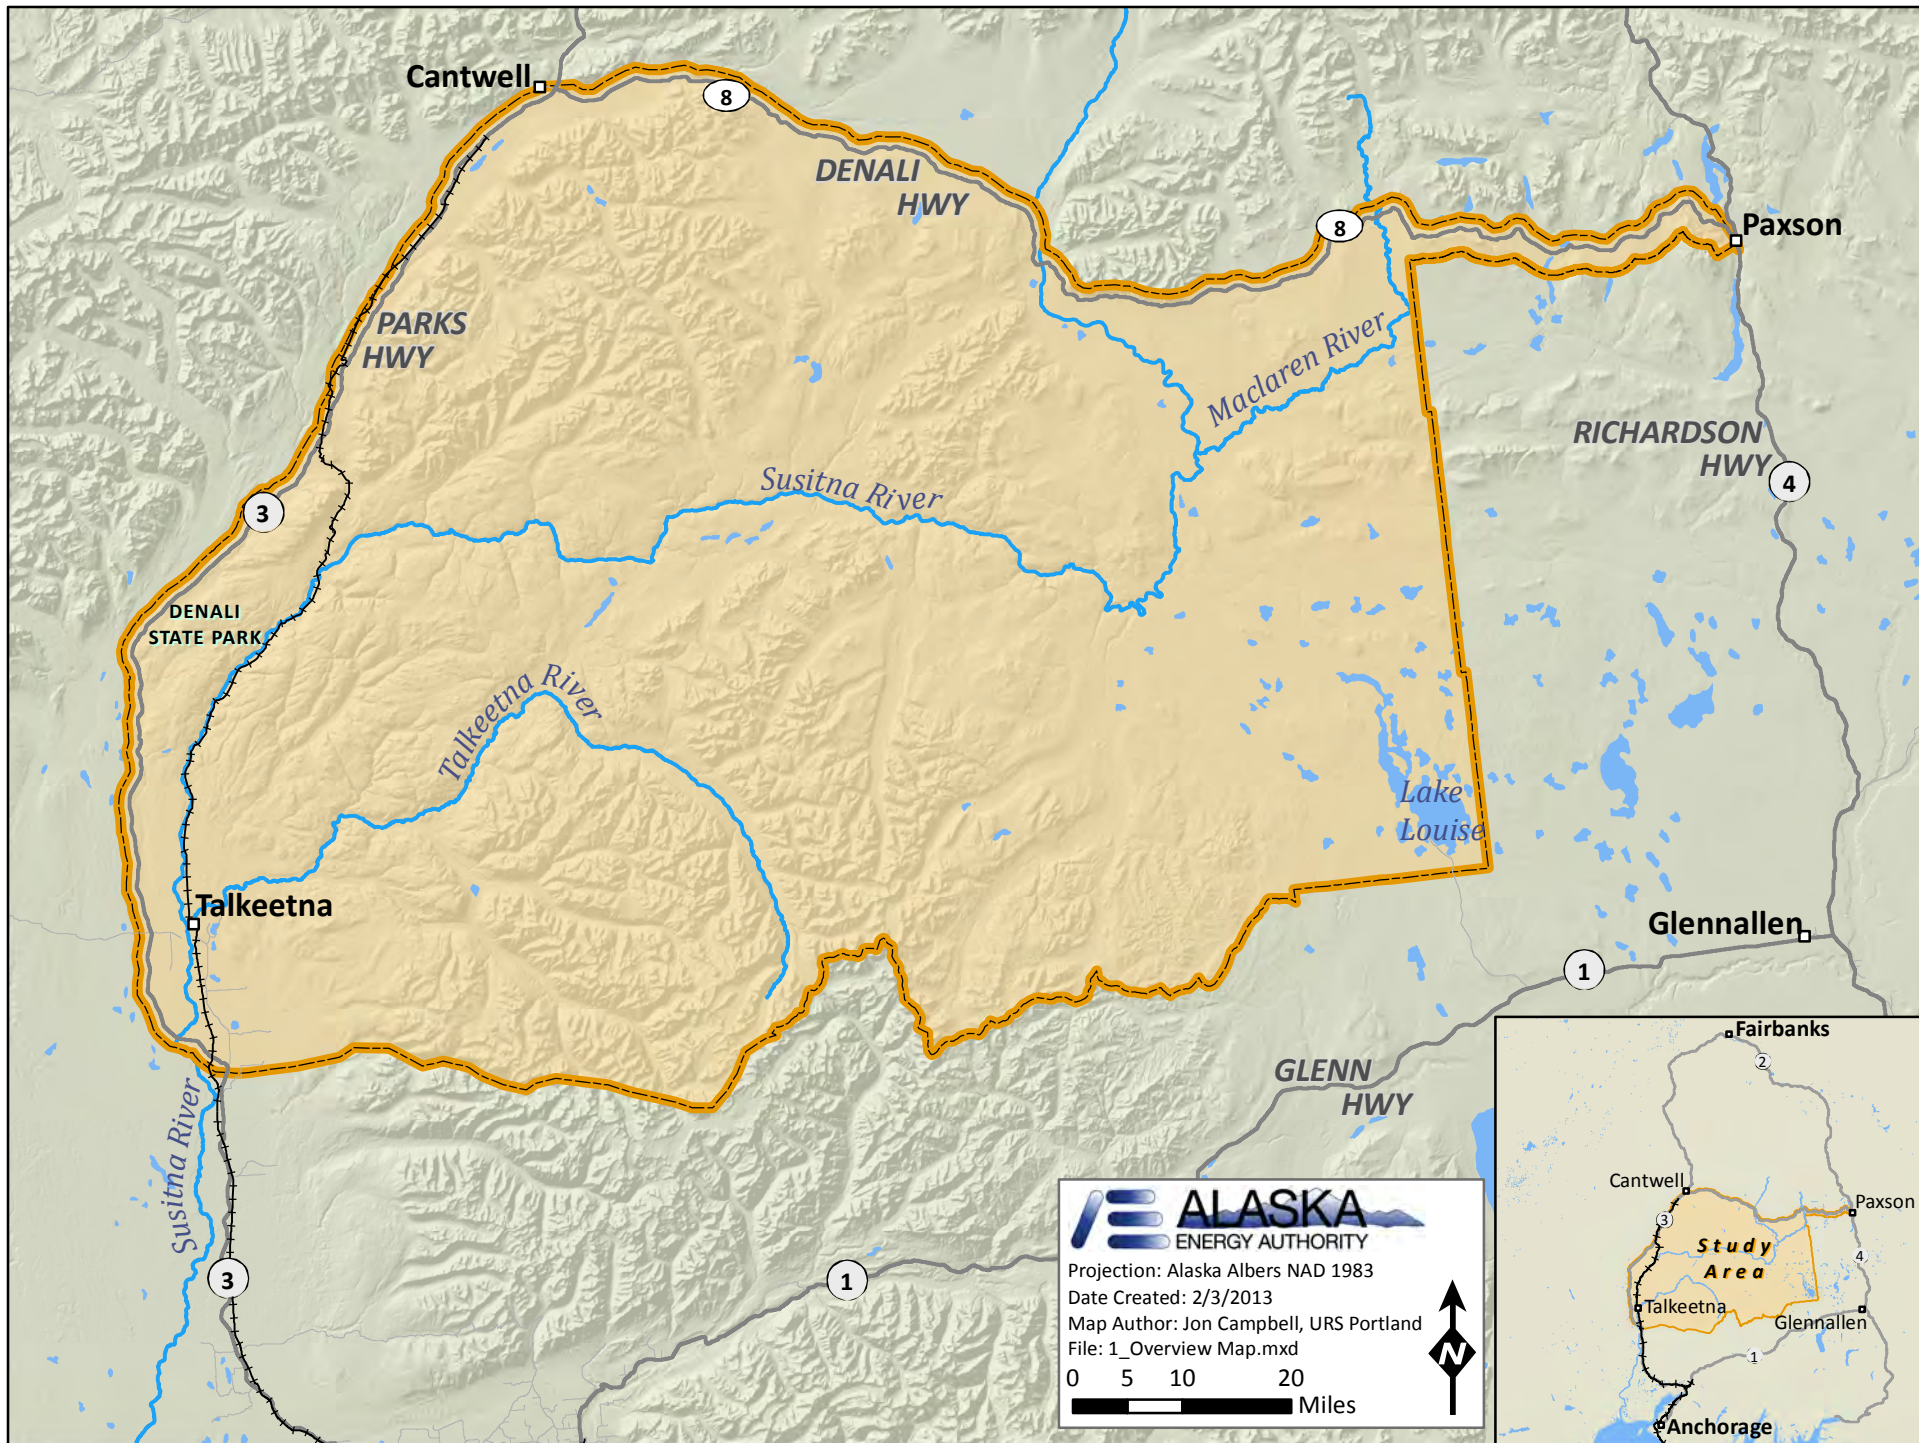 Cantwell
8
DENALI
HWY
8
Paxson
PARKS
HWY
Maclaren River
RICHARDSON
HWY
4
Susitna River
3
DENALI
STATE PARK
Talkeetna River
Lake
Louise
Talkeetna
Glennallen
1
GLENN
HWY
Susitna River
3
1
ALASKA
ENERGY AUTHORITY
Projection: Alaska Albers NAD 1983
Date Created: 2/3/2013
Map Author: Jon Campbell, URS Portland
File: 1_Overview Map.mxd
0 5 10 20
Miles
N
Fairbanks
2
Cantwell
Paxson
3
Study
Area
4
Talkeetna
Glennallen
1
Anchorage